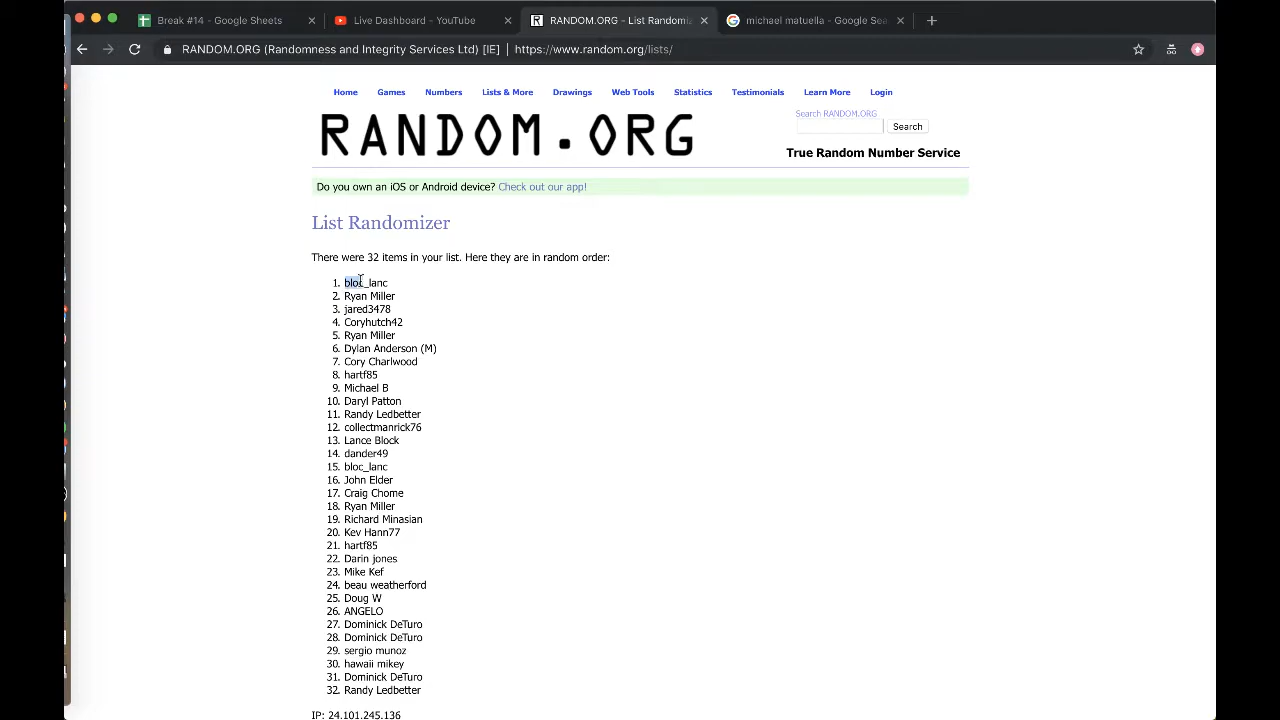 Break #14 - Google Sheets
Live Dashboard - YouTube
RANDOM.ORG - List Randomiz
michael matuella - Google Sea
RANDOM.ORG (Randomness and Integrity Services Ltd) [IE] | https://www.random.org/lists/
Home Games Numbers Lists & More Drawings Web Tools Statistics Testimonials Learn More Login
Search RANDOM.ORG
RANDOM.ORG
Search
True Random Number Service
Do you own an iOS or Android device? Check out our app!
List Randomizer
There were 32 items in your list. Here they are in random order:
1. bloc_lanc
2. Ryan Miller
3. jared3478
4. Coryhutch42
5. Ryan Miller
6. Dylan Anderson (M)
7. Cory Charlwood
8. hartf85
9. Michael B
10. Daryl Patton
11. Randy Ledbetter
12. collectmanrick76
13. Lance Block
14. dander49
15. bloc_lanc
16. John Elder
17. Craig Chome
18. Ryan Miller
19. Richard Minasian
20. Kev Hann77
21. hartf85
22. Darin jones
23. Mike Kef
24. beau weatherford
25. Doug W
26. ANGELO
27. Dominick DeTuro
28. Dominick DeTuro
29. sergio munoz
30. hawaii mikey
31. Dominick DeTuro
32. Randy Ledbetter
IP: 24.101.245.136